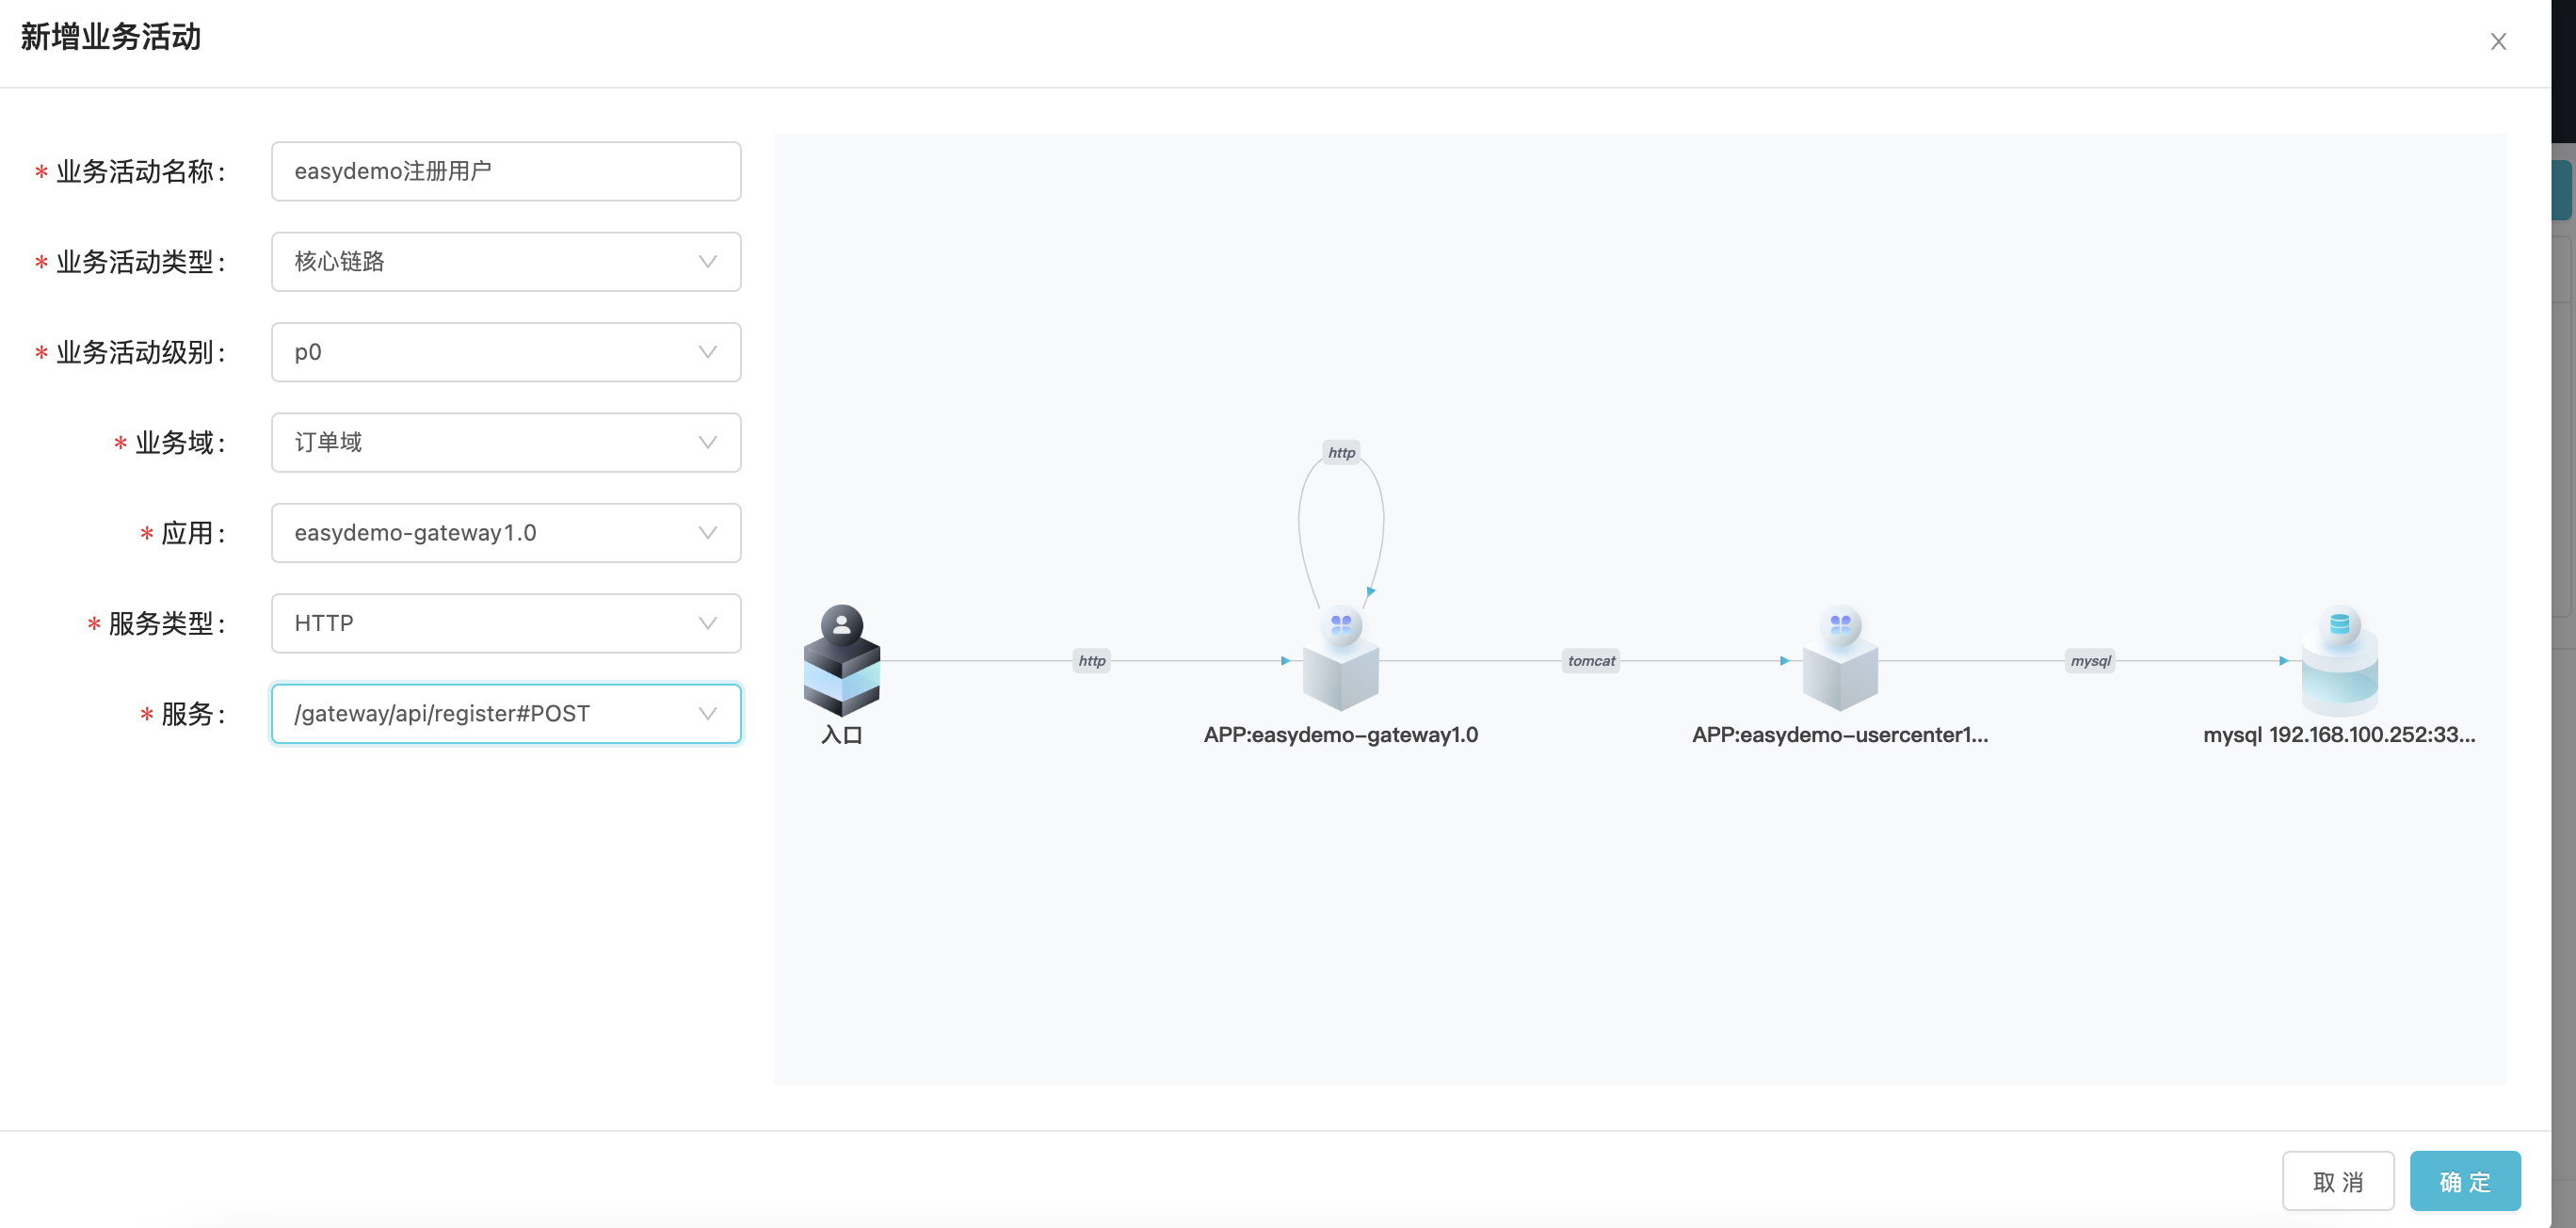 新增业务活动
* 业务活动名称:
easydemo注册用户
* 业务活动类型:
核心链路
* 业务活动级别:
p0
* 业务域:
订单域
* 应用:
easydemo-gateway1.0
* 服务类型:
HTTP
* 服务:
/gateway/api/register#POST
http
http
tomcat
mysql
入口
APP:easydemo-gateway1.0
APP:easydemo-usercenter1...
mysql 192.168.100.252:33...
取 消
确 定